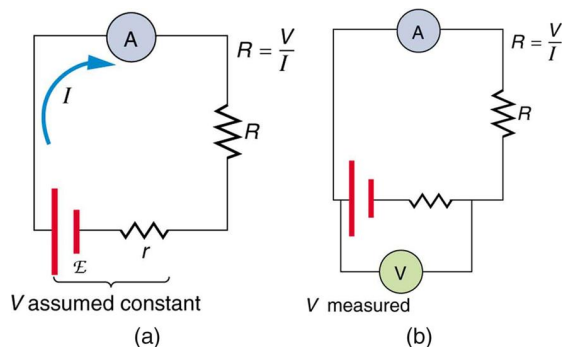 A
R = V/I
I
R
ℰ
r
V assumed constant
(a)
A
R = V/I
R
V
V measured
(b)